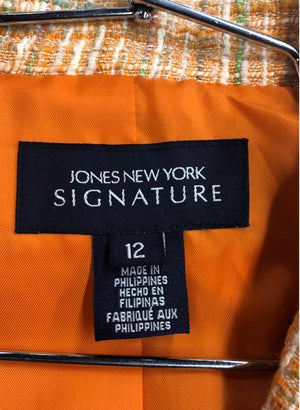 JONES NEW YORK
SIGNATURE
12
MADE IN
PHILIPPINES
HECHO EN
FILIPINAS
FABRIQUÉ AUX
PHILIPPINES